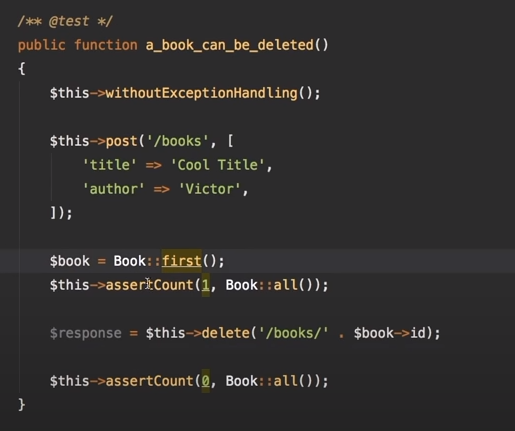 /** @test */
public function a_book_can_be_deleted()
{
$this->withoutExceptionHandling();
$this->post('/books', [
'title' => 'Cool Title',
'author' => 'Victor',
]);
$book = Book::first();
$this->assertCount(1, Book::all());
$response = $this->delete('/books/' . $book->id);
$this->assertCount(0, Book::all());
}